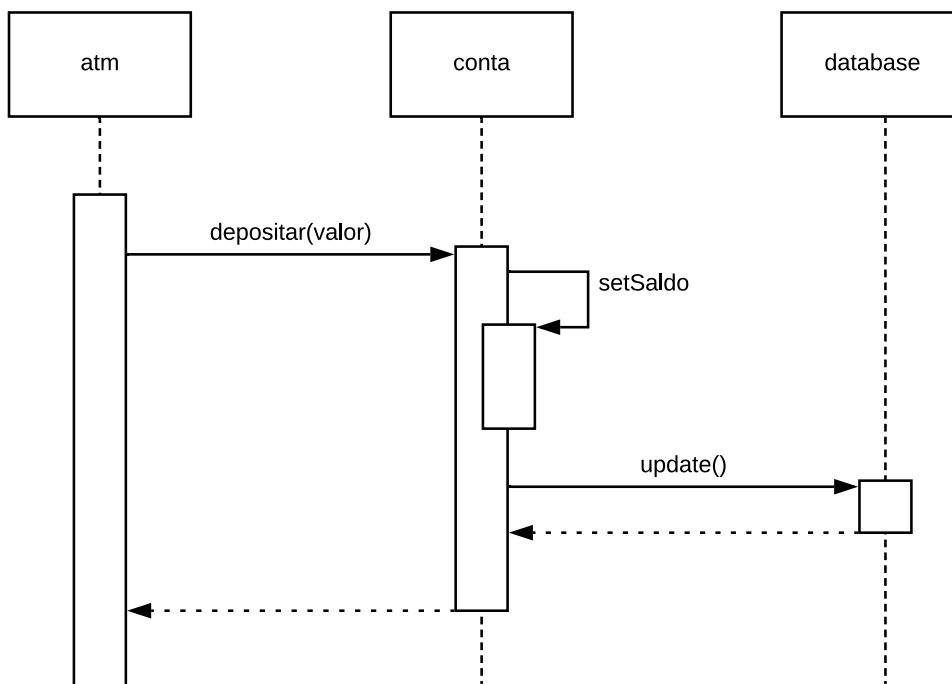 atm
conta
database
depositar(valor)
setSaldo
update()